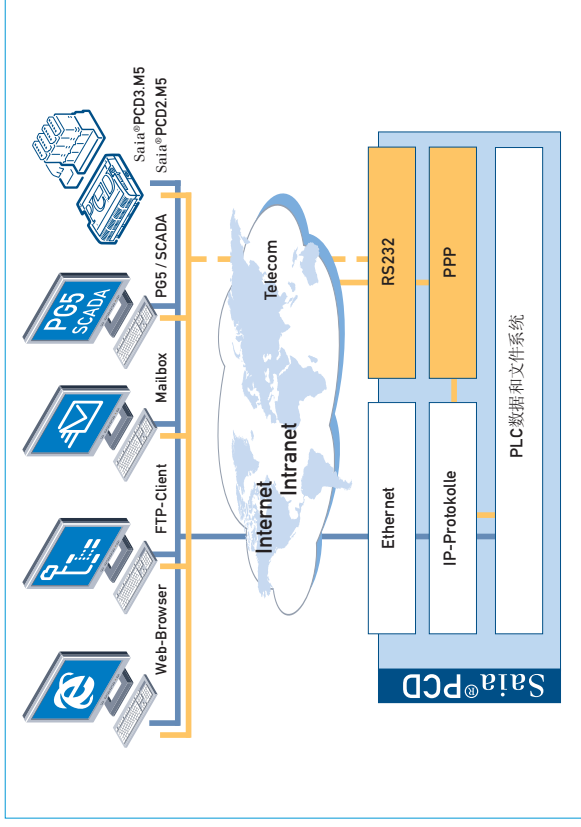 Saia®PCD3.M5
Saia®PCD2.M5
PG5
SCADA
Web-Browser
FTP-Client
Mailbox
PG5 / SCADA
Internet
Intranet
Telecom
Ethernet
RS232
IP-Protokolle
PPP
PLC数据和文件系统
Saia®PCD
PCD